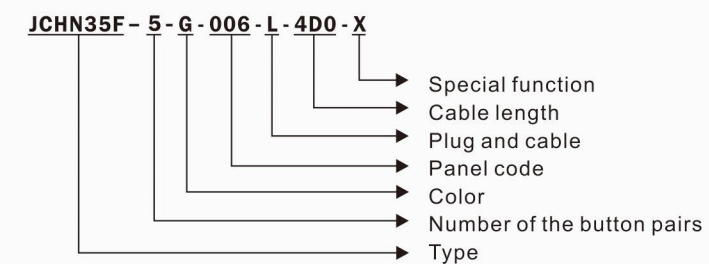 JCHN35F - 5 - G - 006 - L - 4D0 - X
Special function
Cable length
Plug and cable
Panel code
Color
Number of the button pairs
Type